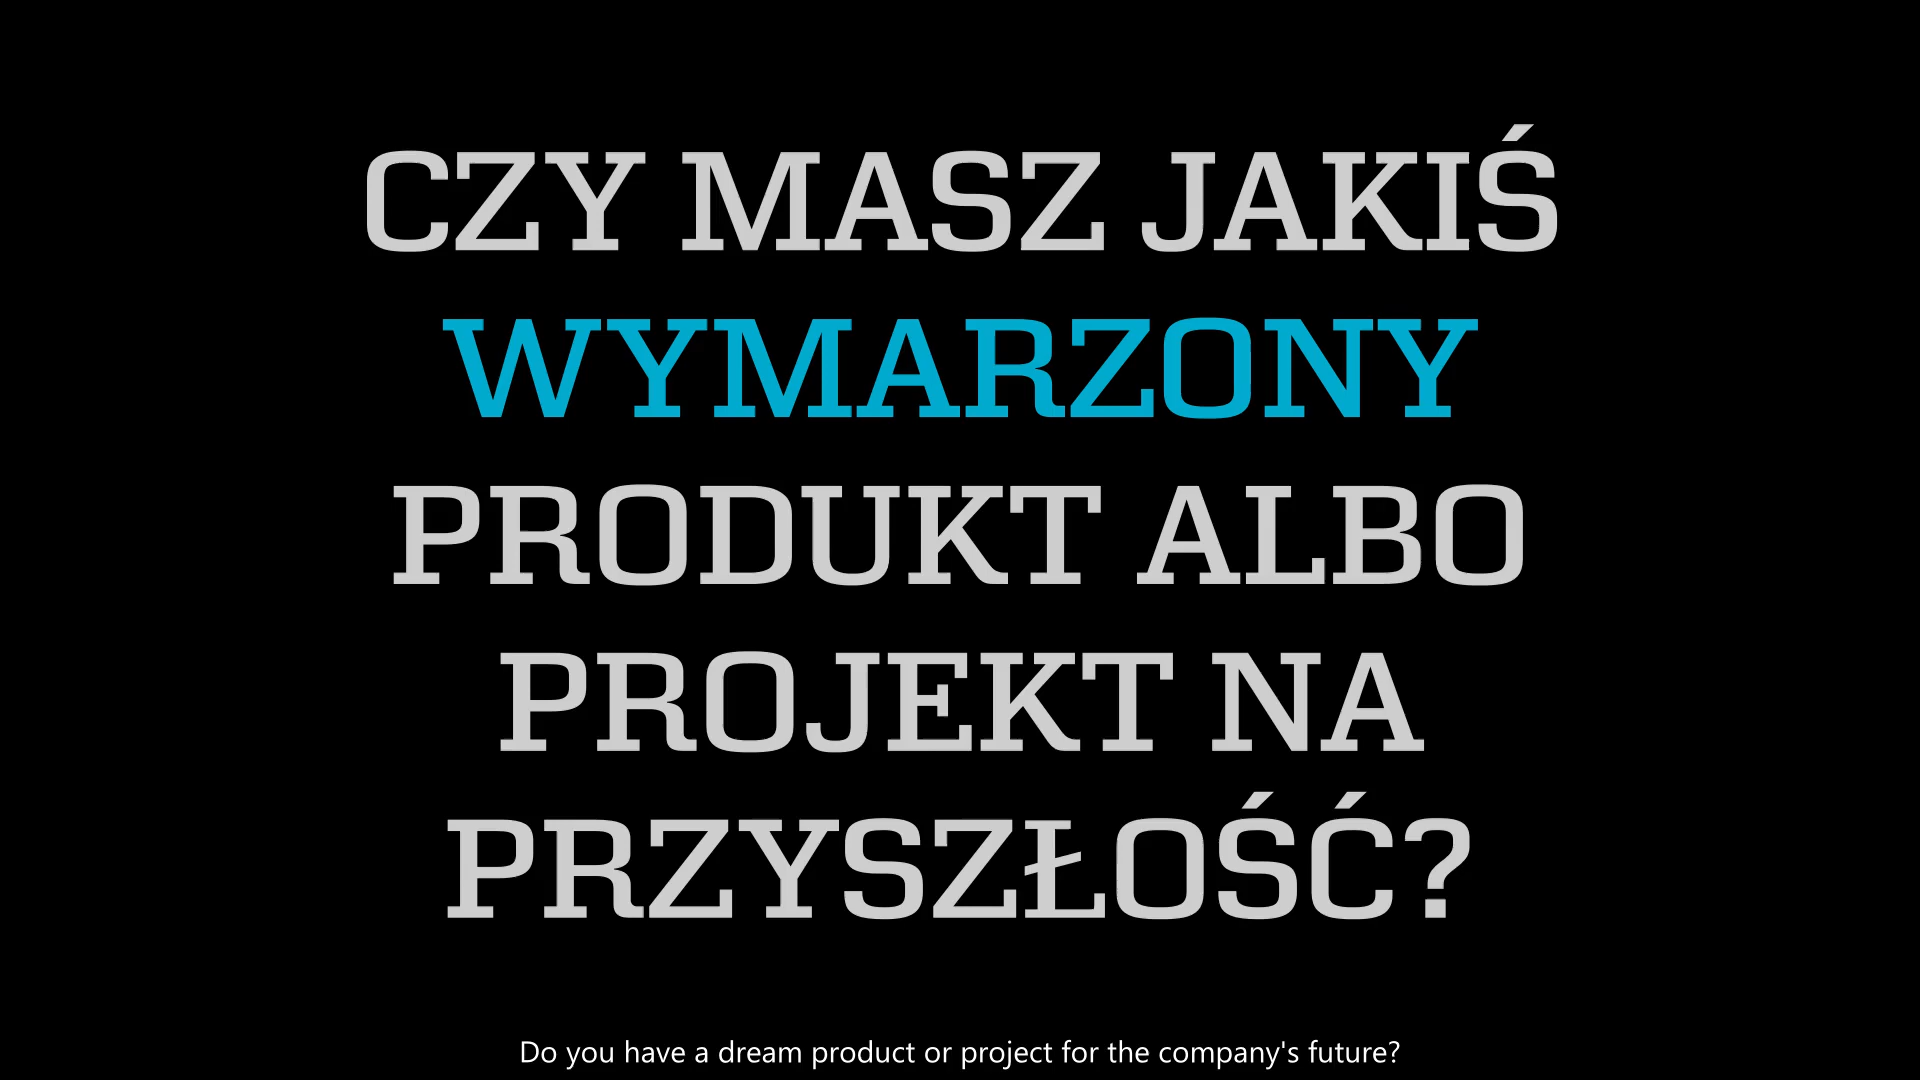 CZY MASZ JAKIŚ
WYMARZONY
PRODUKT ALBO
PROJEKT NA
PRZYSZŁOŚĆ?
Do you have a dream product or project for the company's future?